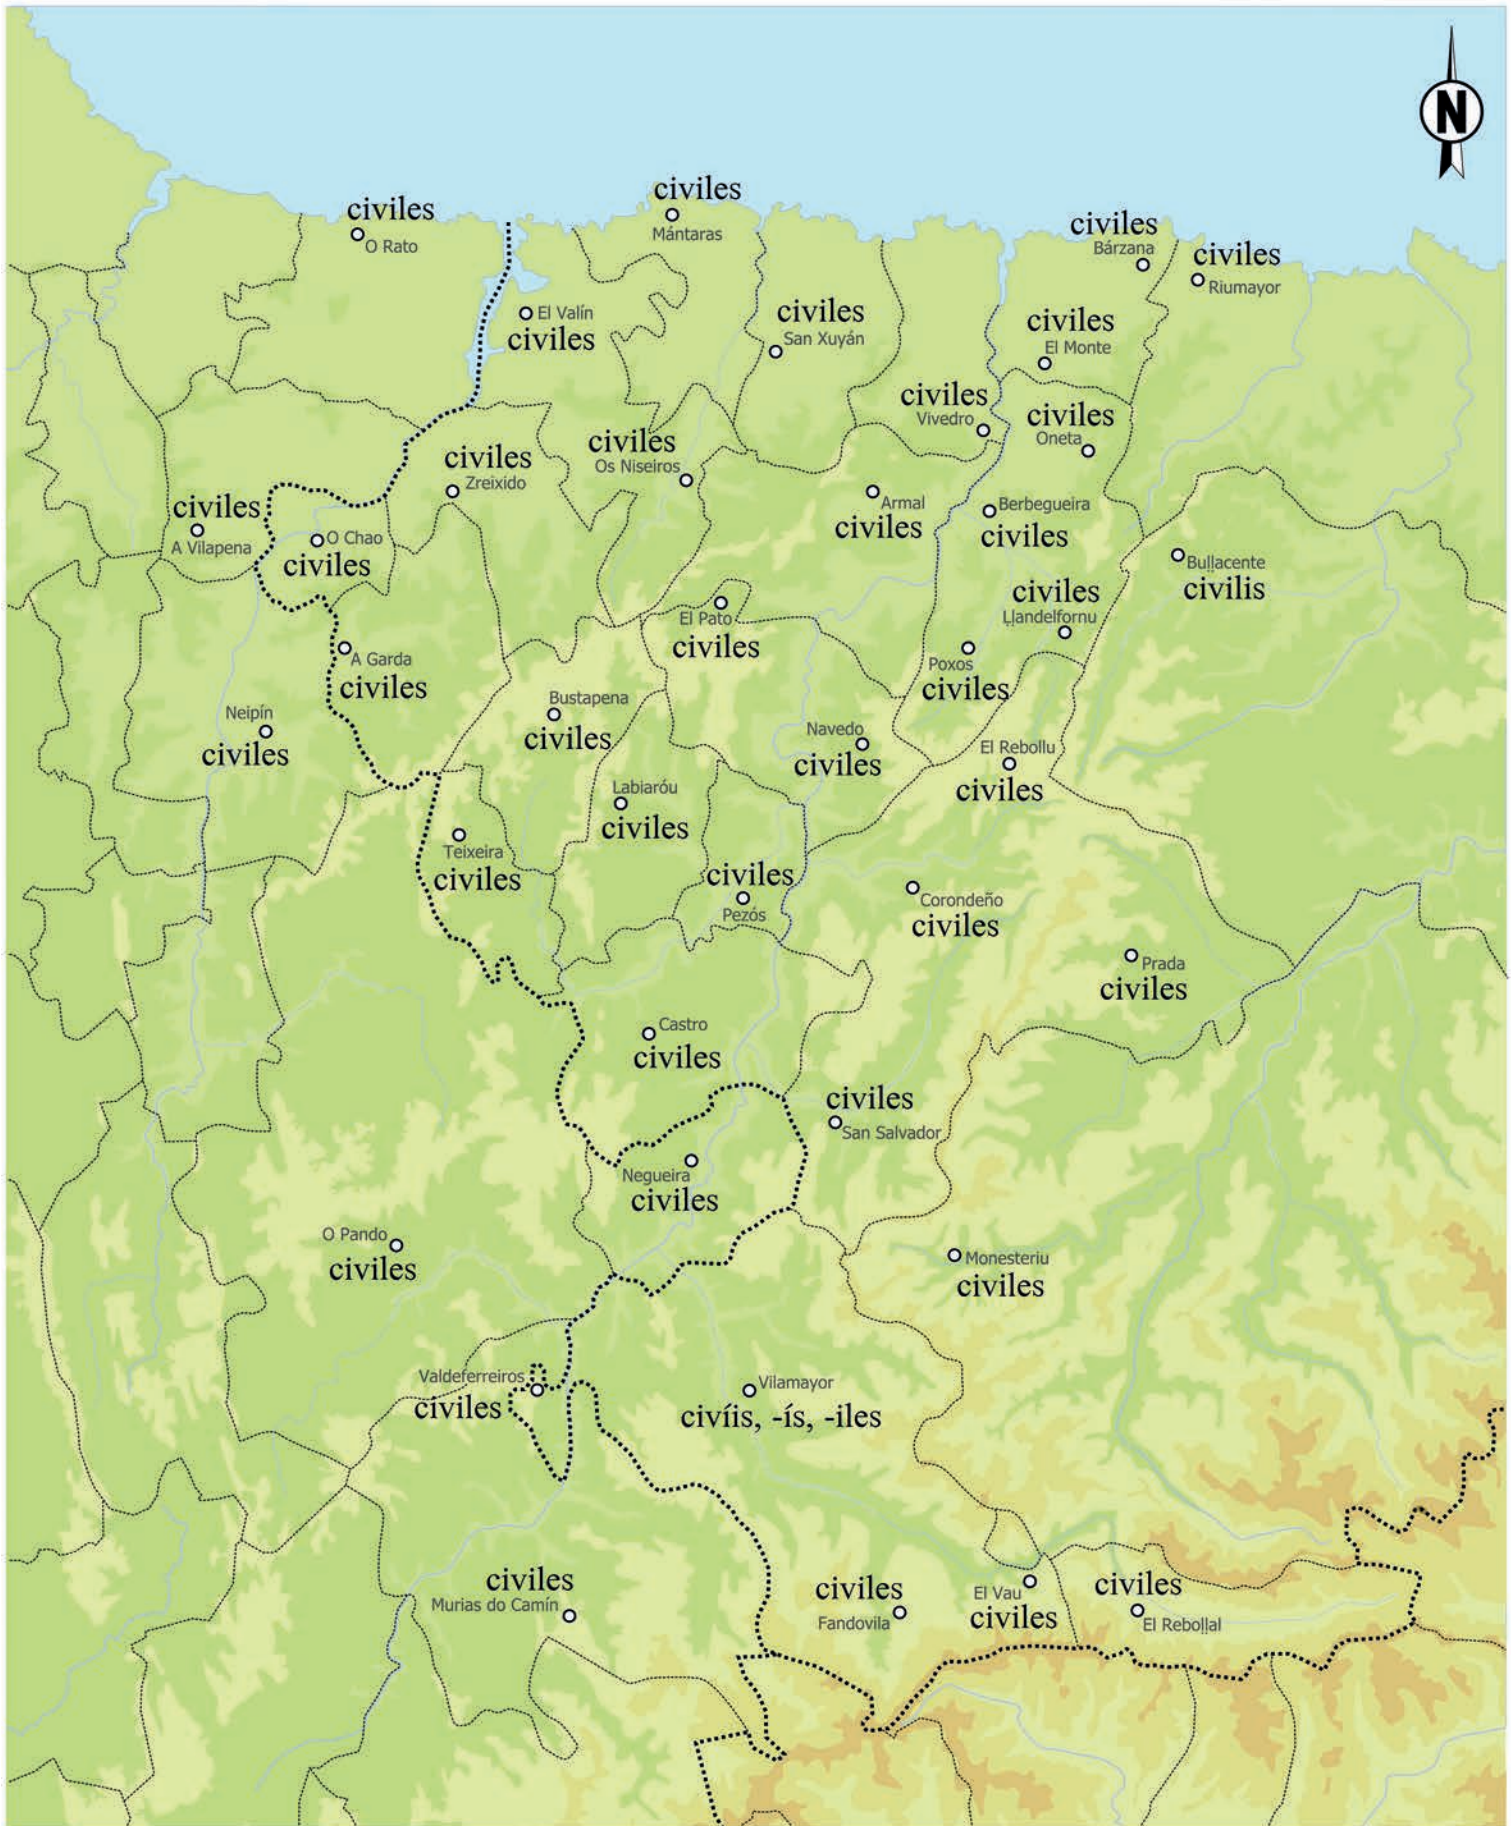 N
civiles
Mántaras
civiles
O Rato
civiles
Bárzana
civiles
Riumayor
El Valín
civiles
civiles
San Xuyán
civiles
El Monte
civiles
Vivedro
civiles
Oneta
civiles
Os Niseiros
civiles
Zreixido
civiles
A Vilapena
Armal
civiles
Berbegueira
civiles
O Chao
civiles
Buḷḷacente
civilis
civiles
Ḷḷandelfornu
El Pato
civiles
A Garda
civiles
Poxos
civiles
Bustapena
civiles
Neipín
civiles
Navedo
civiles
El Rebollu
civiles
Labiaróu
civiles
Teixeira
civiles
civiles
Pezós
Corondeño
civiles
Prada
civiles
Castro
civiles
civiles
San Salvador
Negueira
civiles
O Pando
civiles
Monesteriu
civiles
Valdeferreiros
civiles
Vilamayor
civíis, -ís, -iles
civiles
Murias do Camín
civiles
Fandovila
El Vau
civiles
civiles
El Reboḷḷal